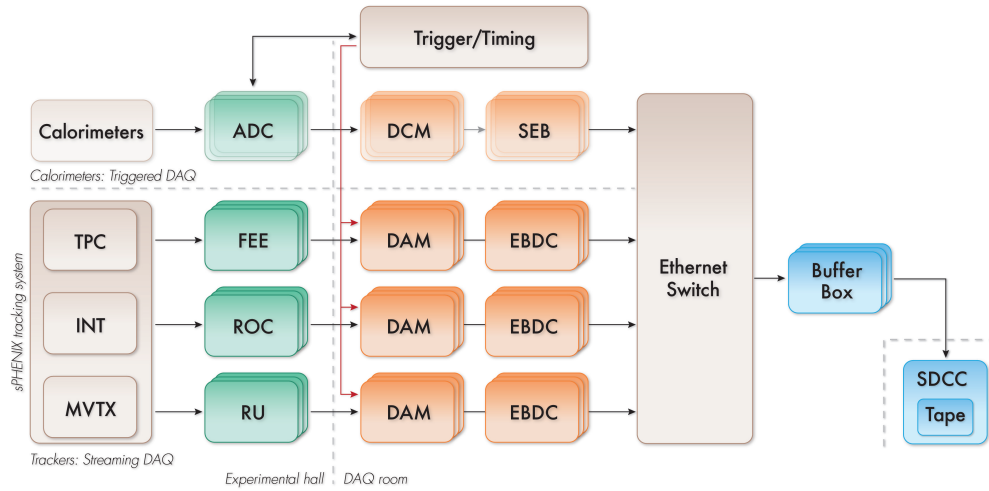 Trigger/Timing
Calorimeters
ADC
DCM
SEB
Calorimeters: Triggered DAQ
sPHENIX tracking system
TPC
FEE
DAM
EBDC
INT
ROC
DAM
EBDC
MVTX
RU
DAM
EBDC
Ethernet
Switch
Buffer
Box
SDCC
Tape
Trackers: Streaming DAQ
Experimental hall
DAQ room